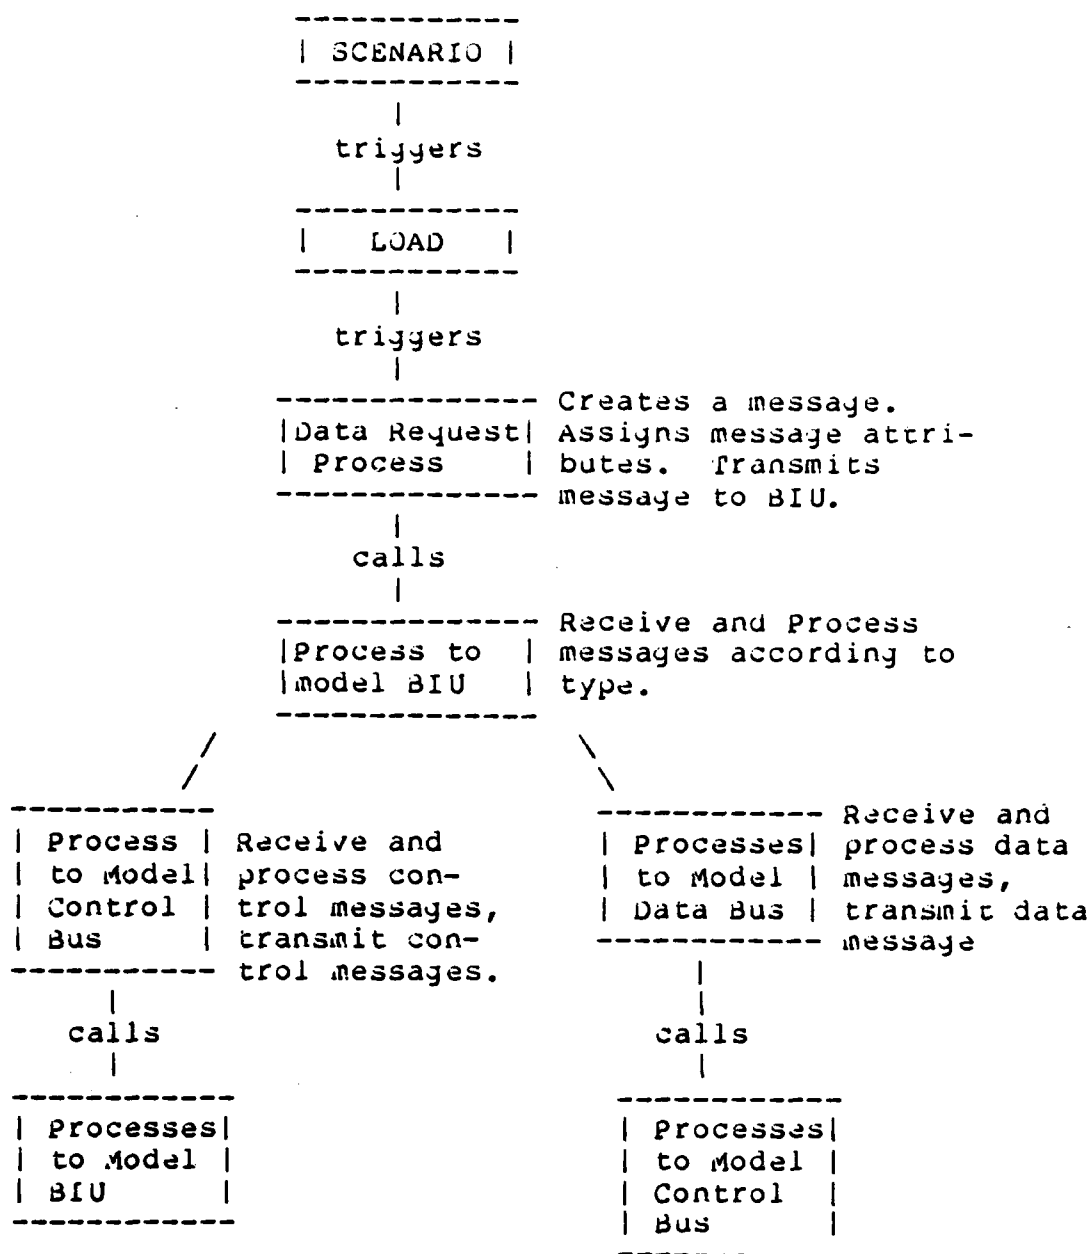 SCENARIO
triggers
LOAD
triggers
Data Request
Process
Creates a message.
Assigns message attri-
butes. Transmits
message to BIU.
calls
Process to
model BIU
Receive and Process
messages according to
type.
Process
to Model
Control
Bus
Receive and
process con-
trol messages,
transmit con-
trol messages.
Processes
to Model
Data Bus
Receive and
process data
messages,
transmit data
message
calls
calls
Processes
to Model
BIU
Processes
to Model
Control
Bus